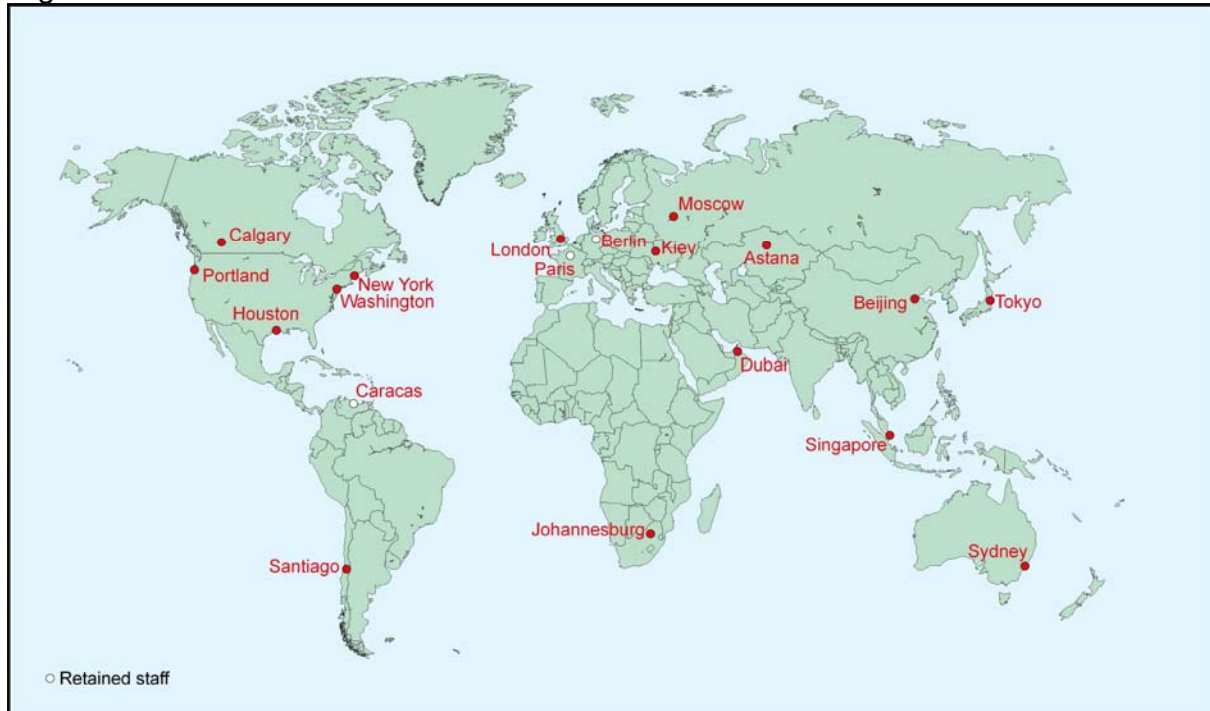 Moscow
Calgary
London
Berlin
Kiev
Paris
Astana
Portland
New York
Washington
Beijing
Tokyo
Houston
Dubai
Caracas
Singapore
Johannesburg
Sydney
Santiago
Retained staff